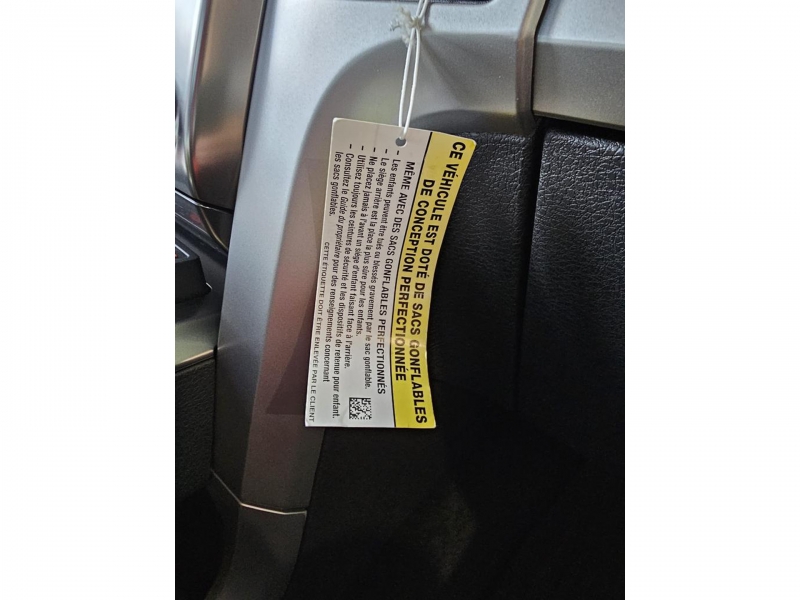 CE VÉHICULE EST DOTÉ DE SACS GONFLABLES
DE CONCEPTION PERFECTIONNÉE
MÊME AVEC DES SACS GONFLABLES PERFECTIONNÉS
- Les enfants peuvent être tués ou blessés gravement par le sac gonflable.
- Le siège arrière est la place la plus sûre pour les enfants.
- Ne placez jamais à l'avant un siège d'enfant faisant face à l'arrière.
- Utilisez toujours les ceintures de sécurité et les dispositifs de retenue pour enfant.
- Consultez le Guide du propriétaire pour des renseignements concernant
les sacs gonflables.
CETTE ÉTIQUETTE DOIT ÊTRE ENLEVÉE PAR LE CLIENT